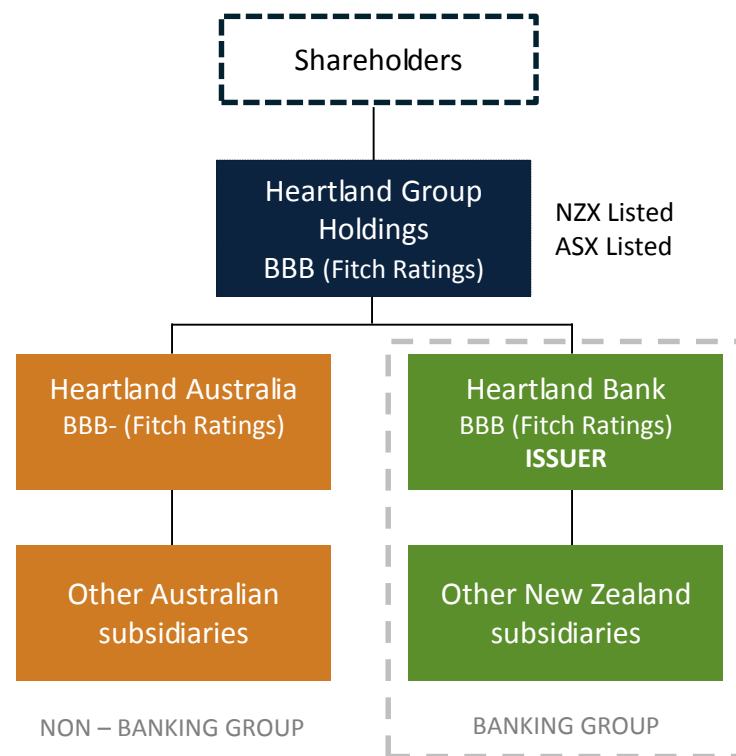 Shareholders
Heartland Group
Holdings
BBB (Fitch Ratings)
NZX Listed
ASX Listed
Heartland Australia
BBB- (Fitch Ratings)
Heartland Bank
BBB (Fitch Ratings)
ISSUER
Other Australian
subsidiaries
Other New Zealand
subsidiaries
NON – BANKING GROUP
BANKING GROUP